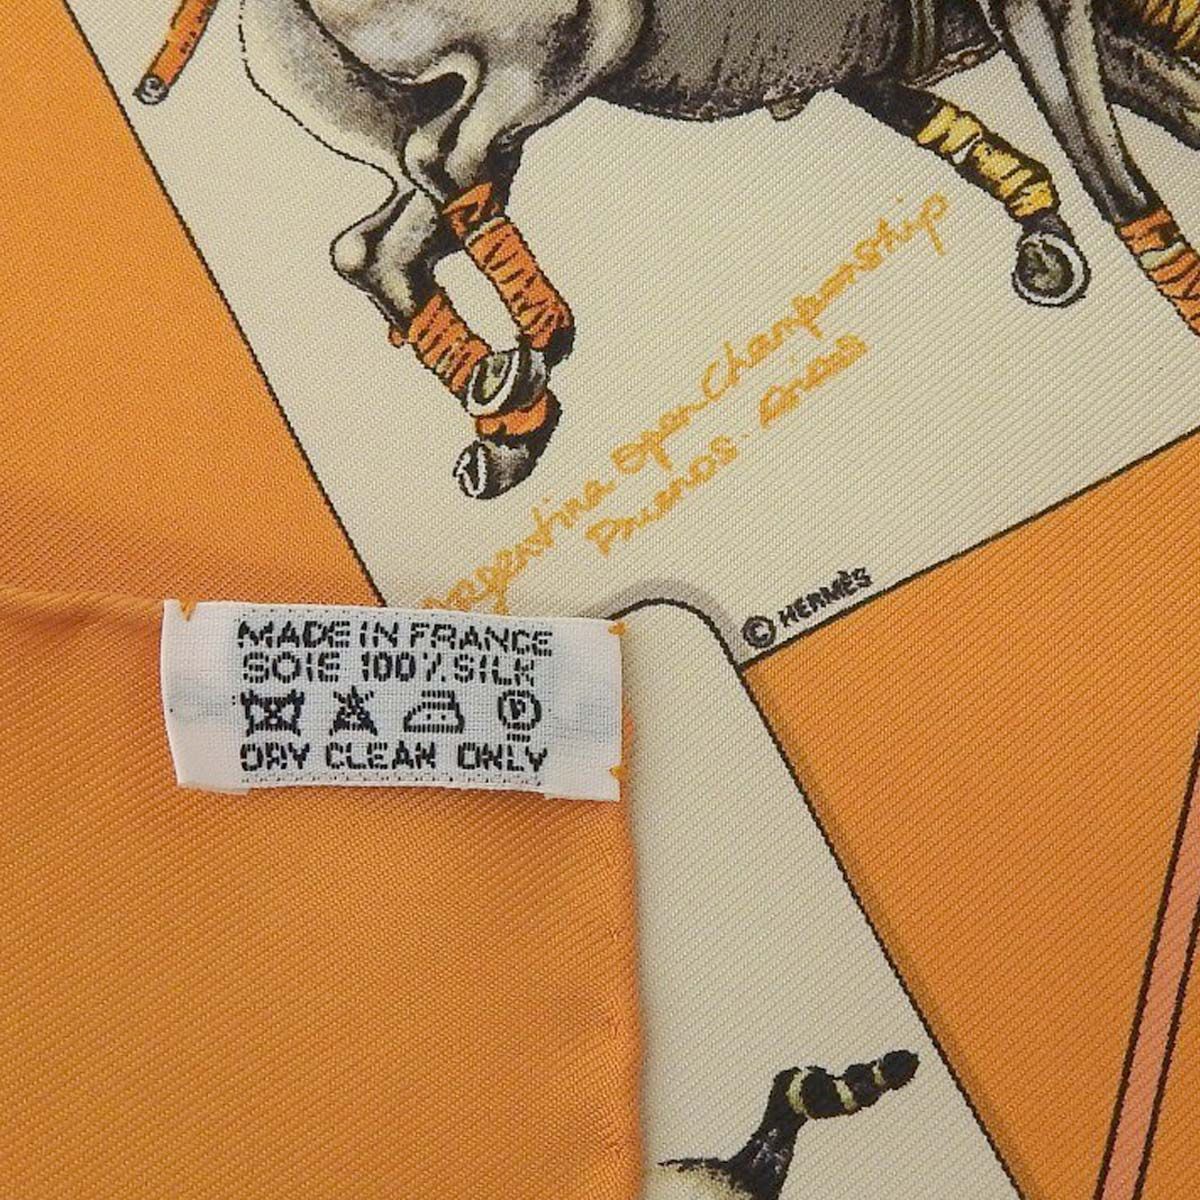 Argentina Open Championship
Buenos. Aires
© HERMÈS
MADE IN FRANCE
SOIE 100% SILK
P
DRY CLEAN ONLY